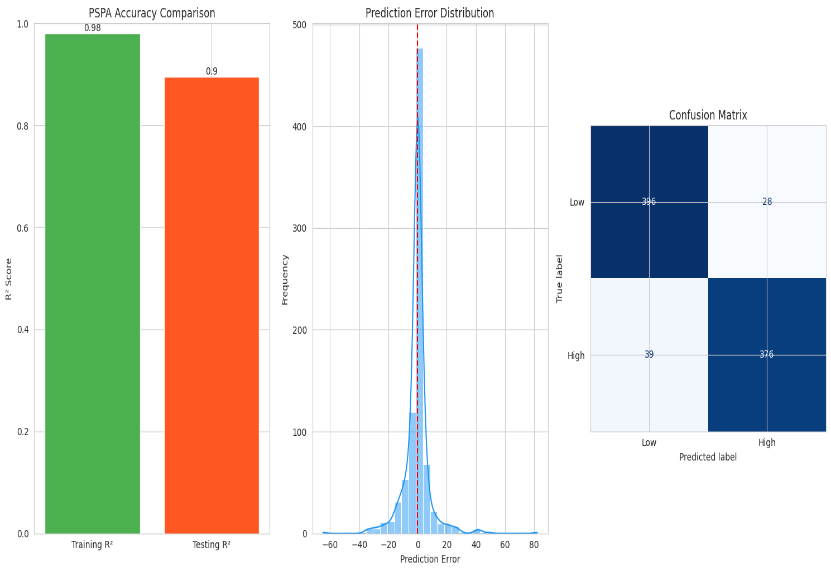 PSPA Accuracy Comparison
R² Score
1.0
0.8
0.6
0.4
0.2
0.0
0.98
0.9
Training R²
Testing R²
Prediction Error Distribution
Frequency
500
400
300
200
100
0
−60
−40
−20
0
20
40
60
80
Prediction Error
Confusion Matrix
True label
Low
High
396
28
39
376
Low
High
Predicted label